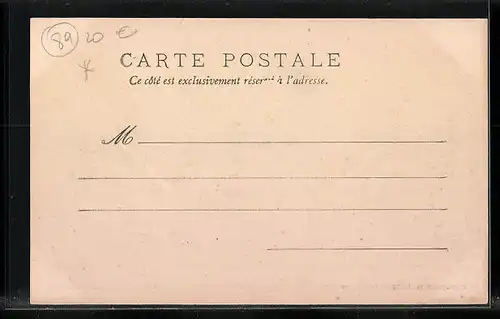 89 20 €
CARTE POSTALE
Ce côté est exclusivement réservé à l'adresse.
M